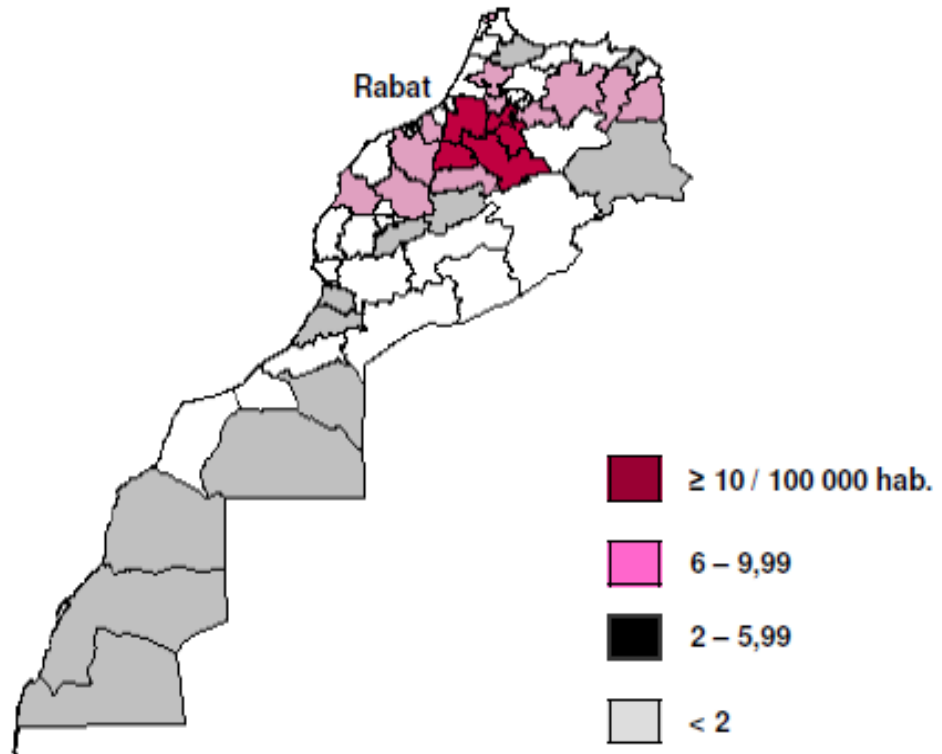 Rabat
≥ 10 / 100 000 hab.
6 – 9,99
2 – 5,99
< 2